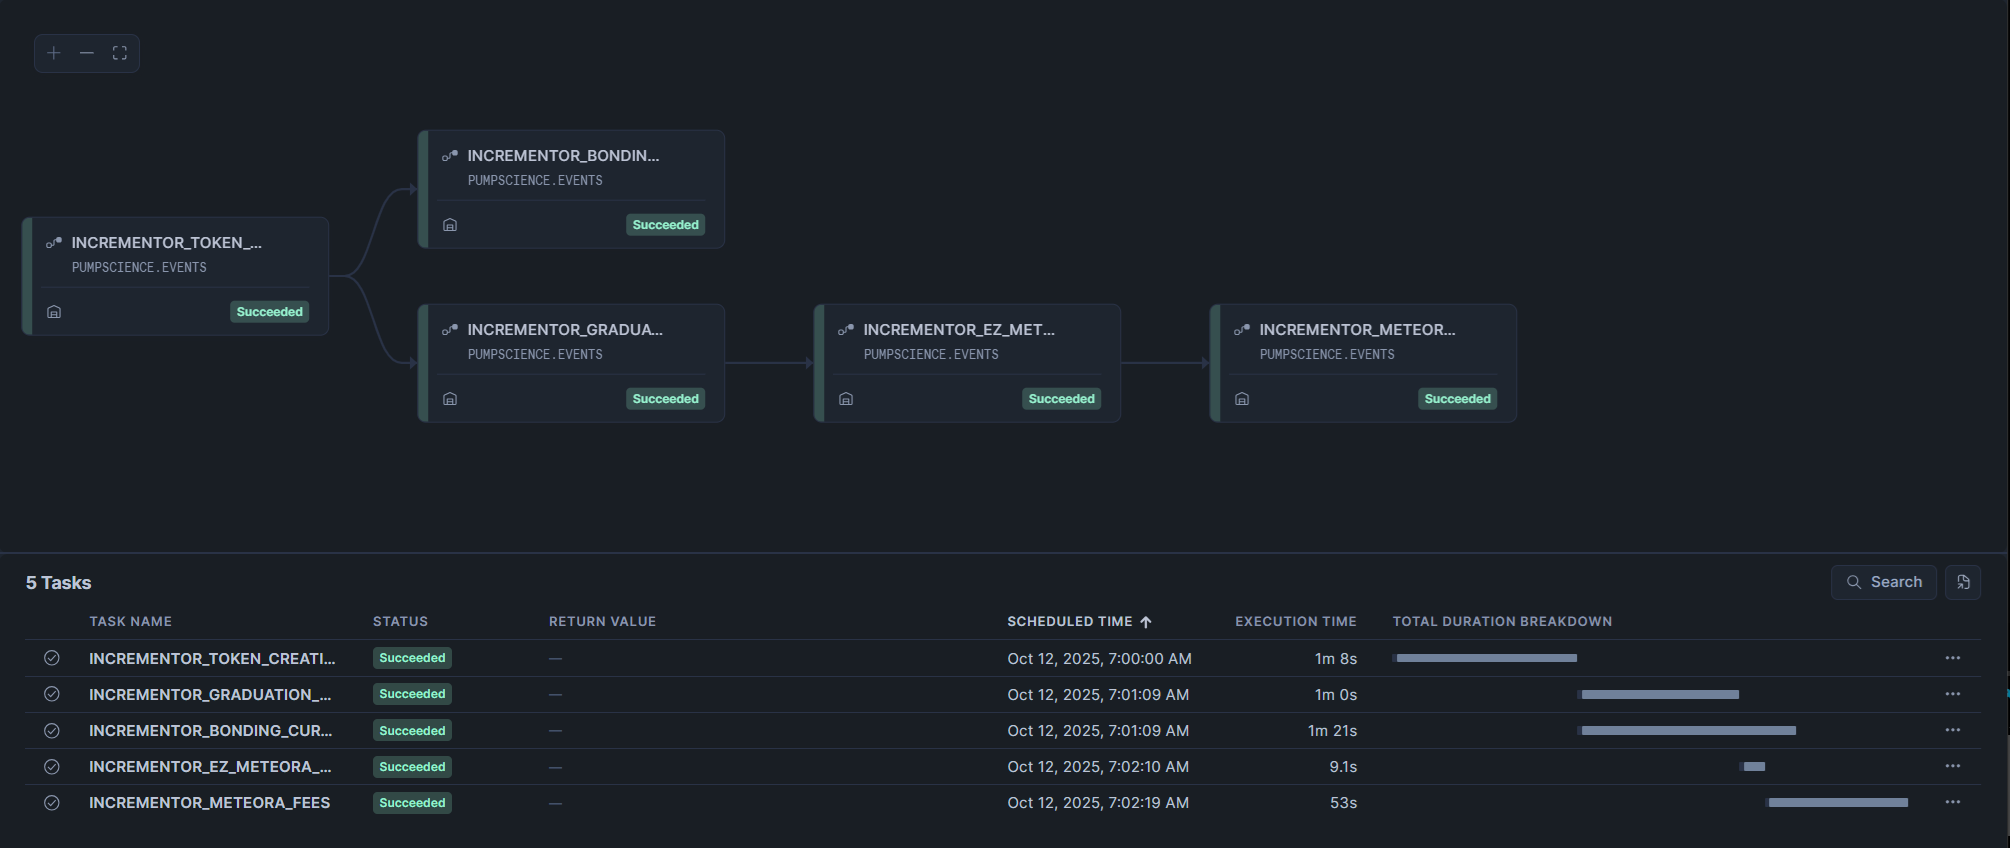 INCREMENTOR_BONDIN...
PUMPSCIENCE.EVENTS
Succeeded
INCREMENTOR_TOKEN_...
PUMPSCIENCE.EVENTS
Succeeded
INCREMENTOR_GRADUA...
PUMPSCIENCE.EVENTS
Succeeded
INCREMENTOR_EZ_MET...
PUMPSCIENCE.EVENTS
Succeeded
INCREMENTOR_METEOR...
PUMPSCIENCE.EVENTS
Succeeded
5 Tasks
Search
TASK NAME STATUS RETURN VALUE SCHEDULED TIME EXECUTION TIME TOTAL DURATION BREAKDOWN
INCREMENTOR_TOKEN_CREATI... Succeeded — Oct 12, 2025, 7:00:00 AM 1m 8s
INCREMENTOR_GRADUATION_... Succeeded — Oct 12, 2025, 7:01:09 AM 1m 0s
INCREMENTOR_BONDING_CUR... Succeeded — Oct 12, 2025, 7:01:09 AM 1m 21s
INCREMENTOR_EZ_METEORA_... Succeeded — Oct 12, 2025, 7:02:10 AM 9.1s
INCREMENTOR_METEORA_FEES Succeeded — Oct 12, 2025, 7:02:19 AM 53s